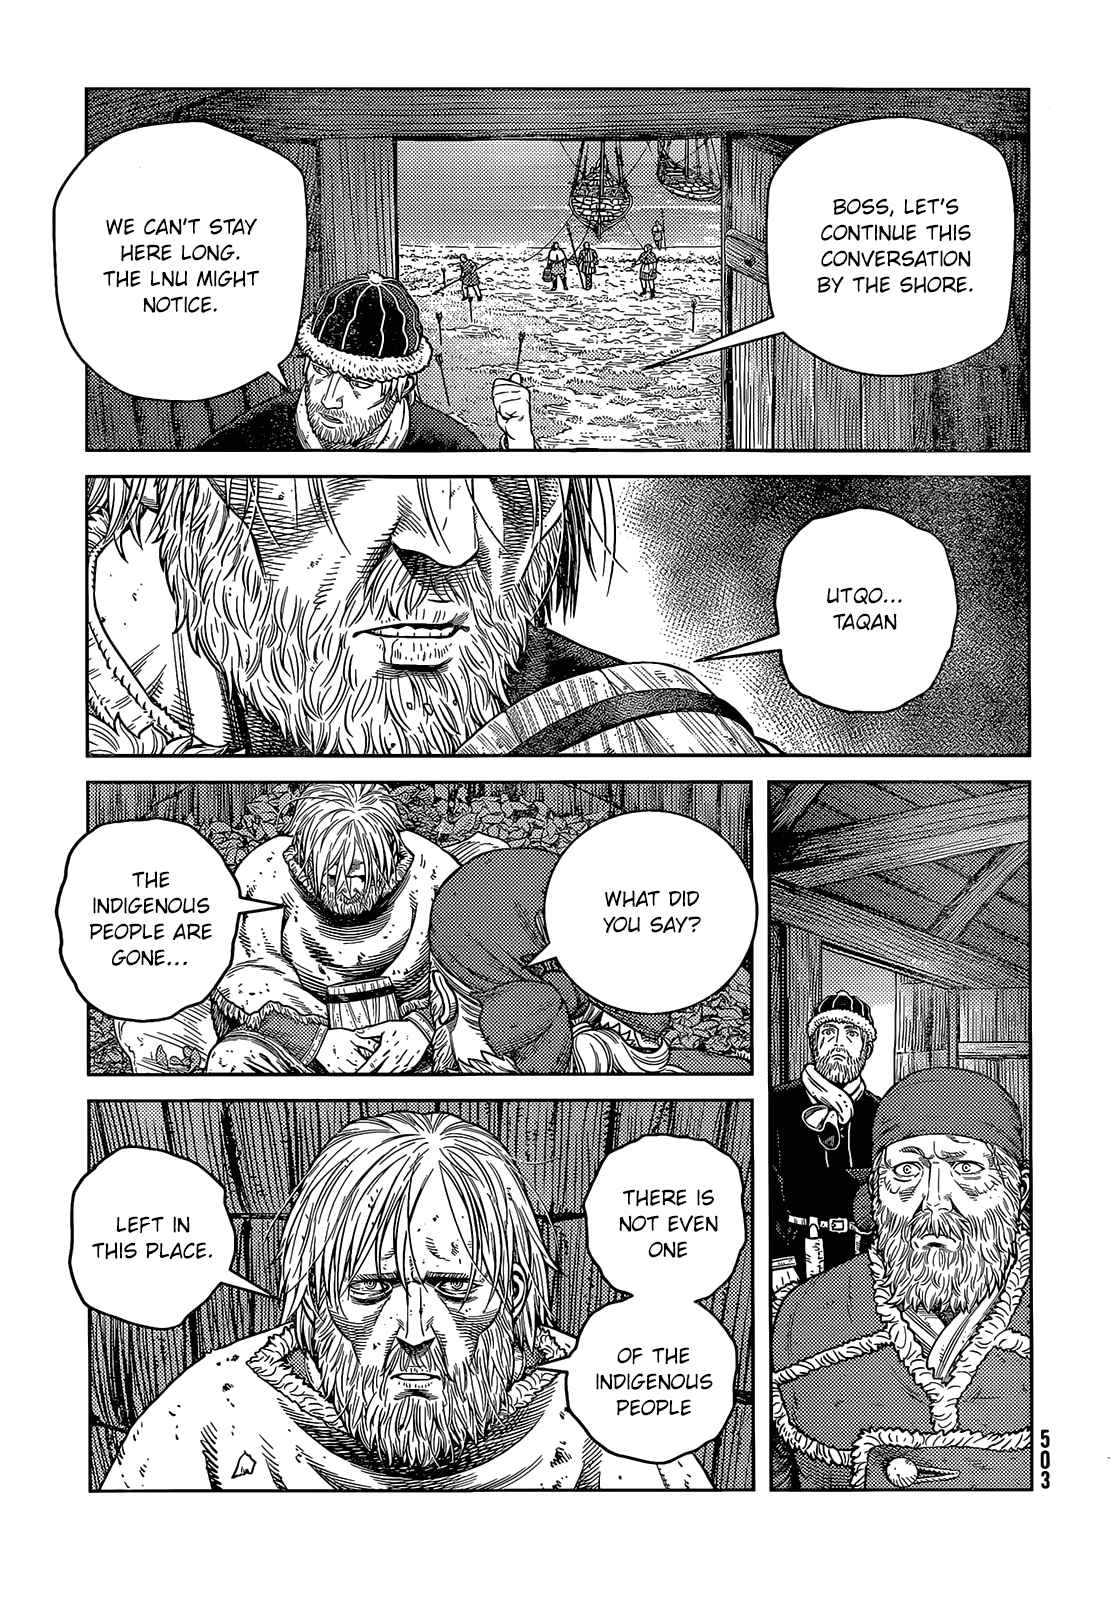 BOSS, LET'S
CONTINUE THIS
CONVERSATION
BY THE SHORE.
WE CAN'T STAY
HERE LONG.
THE LNU MIGHT
NOTICE.
UTQO...
TAQAN
WHAT DID
YOU SAY?
THE
INDIGENOUS
PEOPLE ARE
GONE...
THERE IS
NOT EVEN
ONE
OF THE
INDIGENOUS
PEOPLE
LEFT IN
THIS PLACE.
503